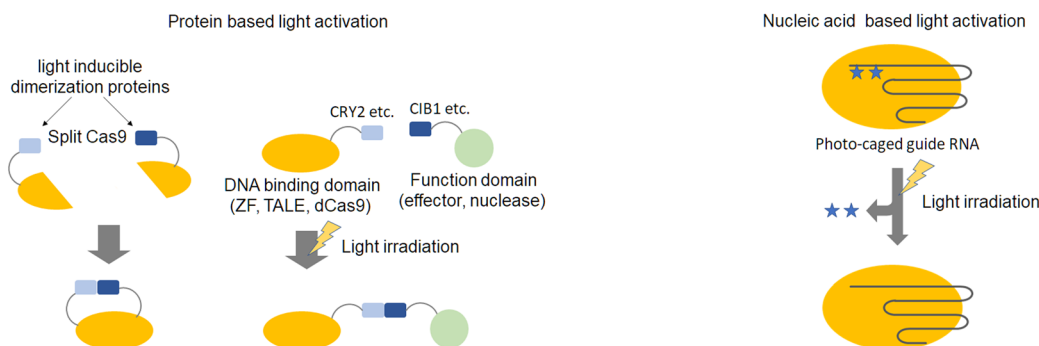 Protein based light activation
light inducible
dimerization proteins
Split Cas9
CRY2 etc.
CIB1 etc.
DNA binding domain
(ZF, TALE, dCas9)
Function domain
(effector, nuclease)
Light irradiation
Nucleic acid based light activation
Photo-caged guide RNA
Light irradiation